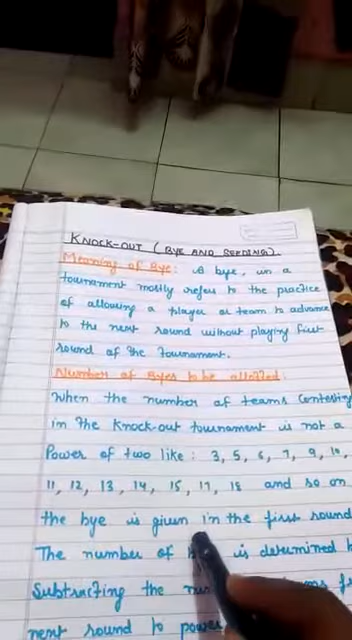 KNOCK-OUT (BYE AND SEEDING).
Meaning of Bye: A bye, in a
tournament mostly refers to the practice
of allowing a player or team to advance
to the next round without playing first
round of the tournament.
Number of Byes to be allotted:
When the number of teams contesting
in the Knock-out tournament is not a
Power of two like: 3, 5, 6, 7, 9, 10,
11, 12, 13, 14, 15, 17, 18 and so on
the bye is given in the first round
The number of is determined
Subtracting the
next round to power